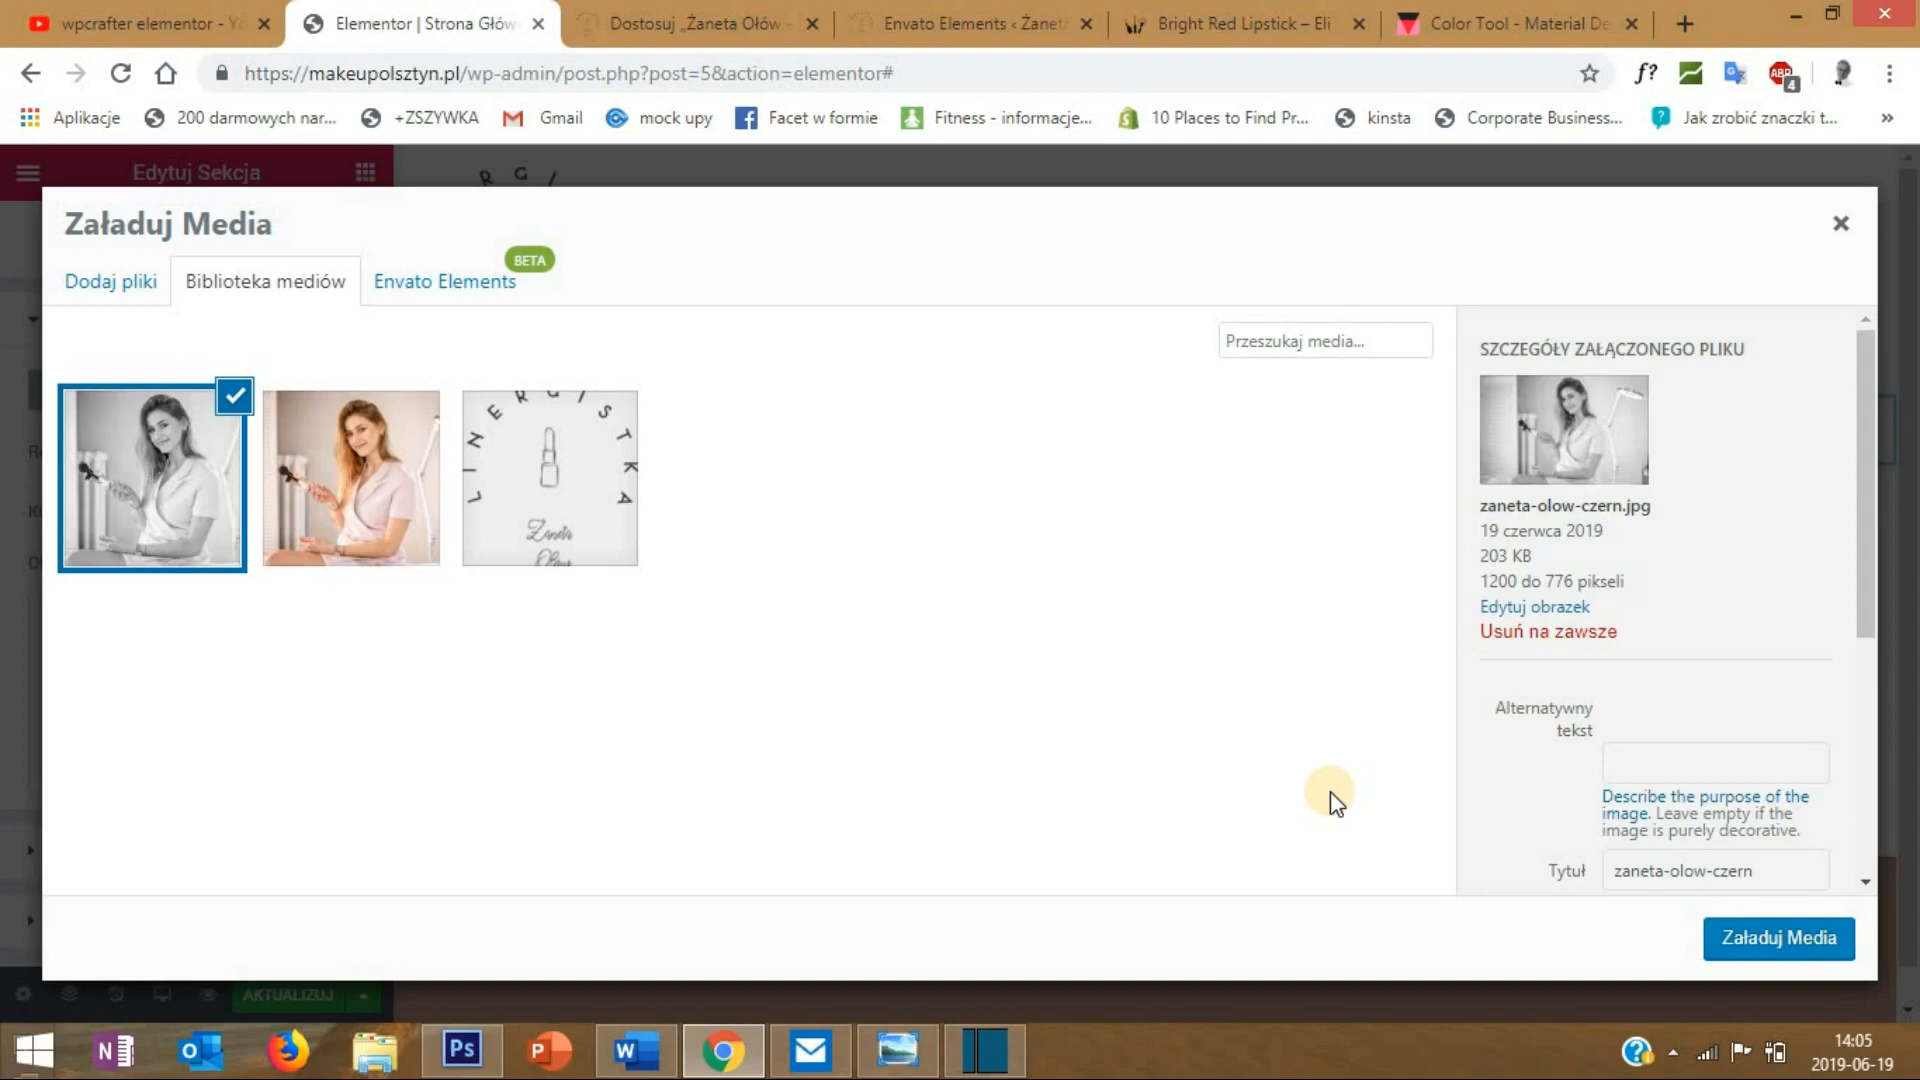 wpcrafter elementor - Yo
Elementor | Strona Głów
Dostosuj „Żaneta Ołów –
Envato Elements ‹ Żaneta
Bright Red Lipstick – Eli
Color Tool - Material De
https://makeupolsztyn.pl/wp-admin/post.php?post=5&action=elementor#
f?
ABP
4
Aplikacje
200 darmowych nar...
+ZSZYWKA
Gmail
mock upy
Facet w formie
Fitness - informacje...
10 Places to Find Pr...
kinsta
Corporate Business...
Jak zrobić znaczki t...
»
Edytuj Sekcja
R G I
Załaduj Media
Dodaj pliki
Biblioteka mediów
Envato Elements
BETA
Przeszukaj media...
L I N E R G I S T K A
Żaneta
SZCZEGÓŁY ZAŁĄCZONEGO PLIKU
zaneta-olow-czern.jpg
19 czerwca 2019
203 KB
1200 do 776 pikseli
Edytuj obrazek
Usuń na zawsze
Alternatywny
tekst
Describe the purpose of the
image. Leave empty if the
image is purely decorative.
Tytuł
zaneta-olow-czern
Załaduj Media
AKTUALIZUJ
14:05
2019-06-19